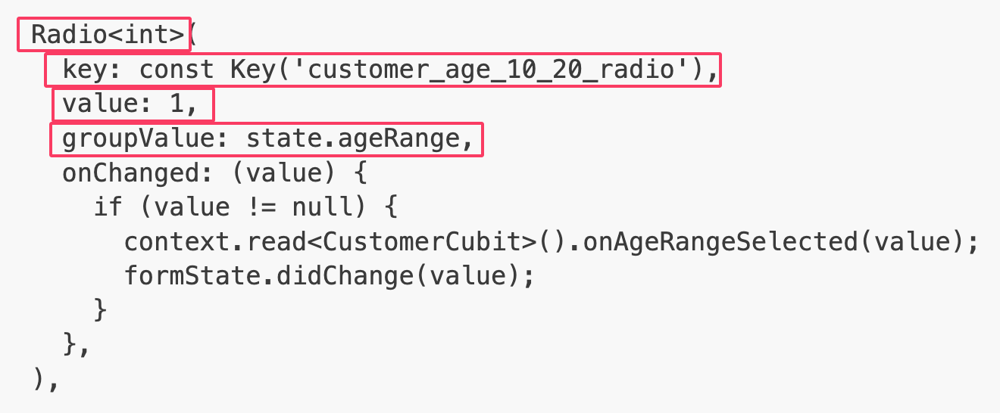 Radio<int>(
  key: const Key('customer_age_10_20_radio'),
  value: 1,
  groupValue: state.ageRange,
  onChanged: (value) {
    if (value != null) {
      context.read<CustomerCubit>().onAgeRangeSelected(value);
      formState.didChange(value);
    }
  },
),